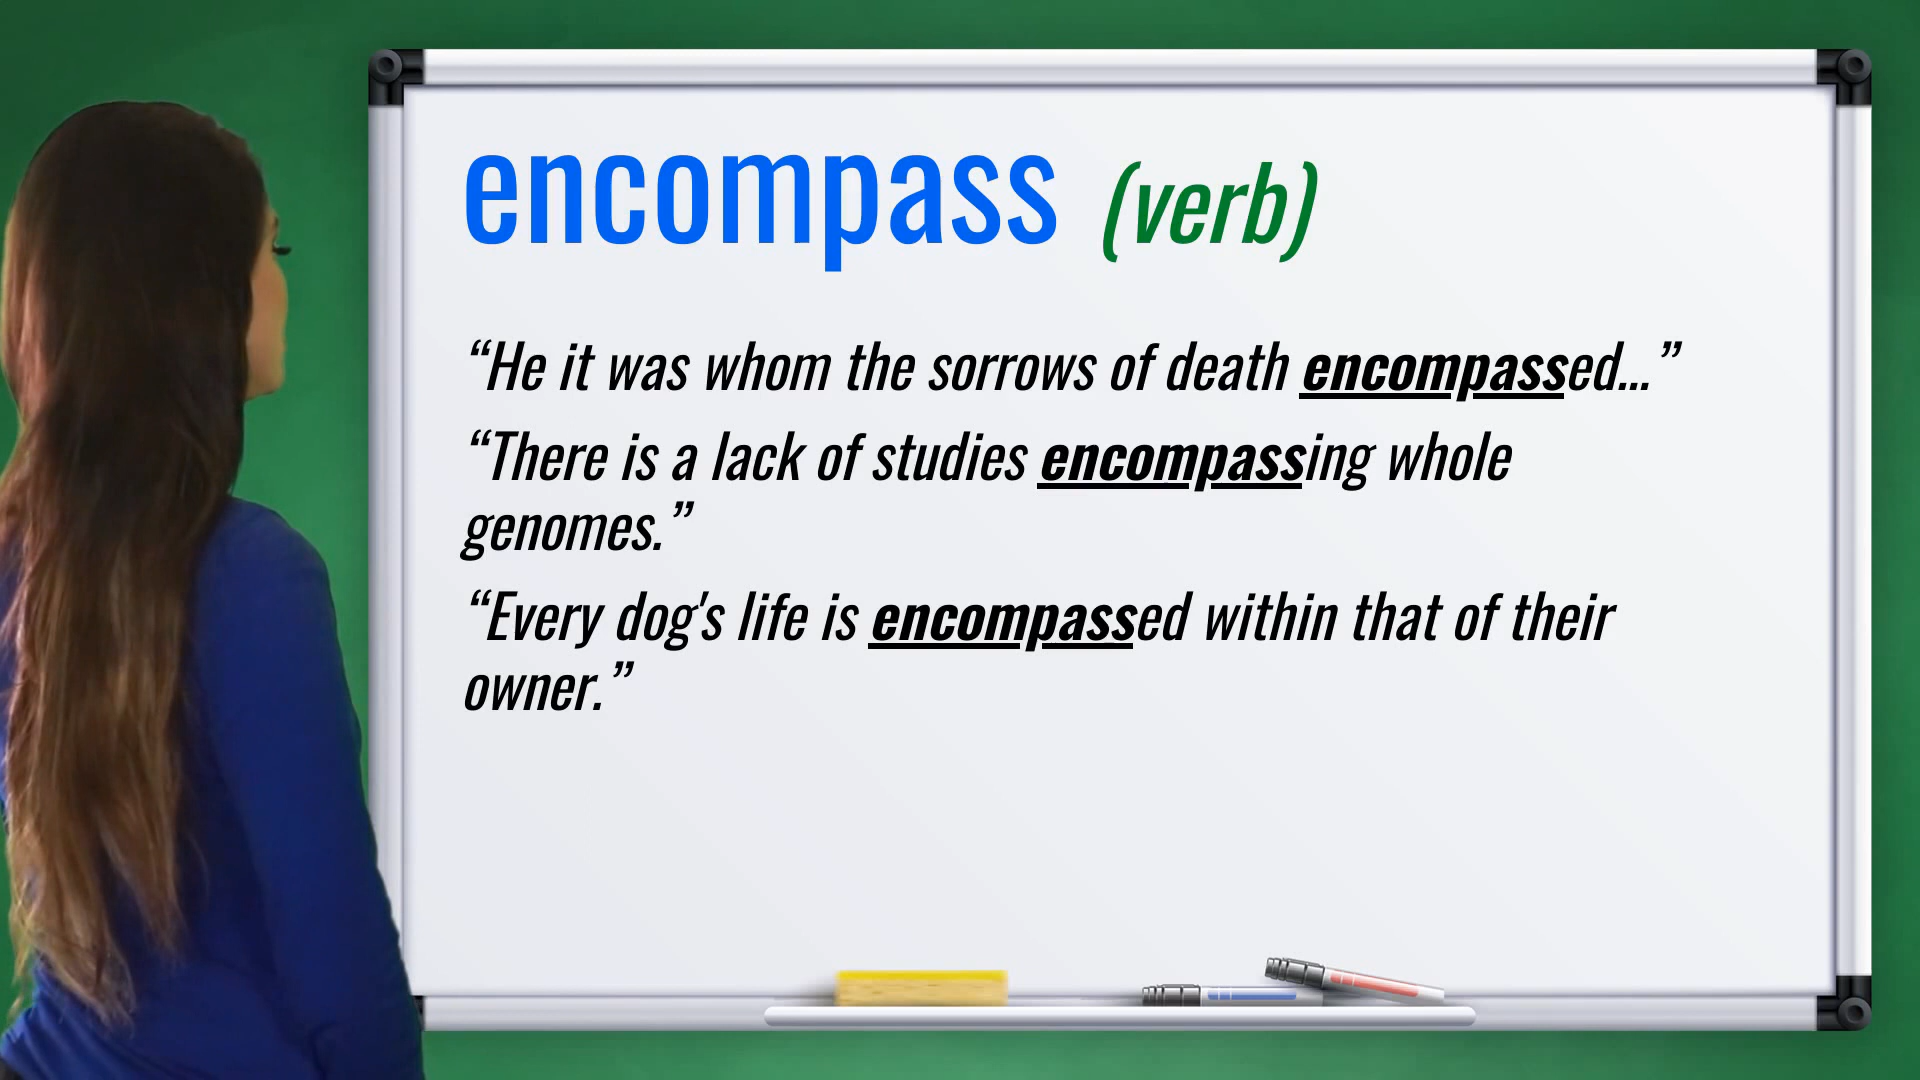 encompass (verb)
“He it was whom the sorrows of death encompassed...”
“There is a lack of studies encompassing whole
genomes.”
“Every dog's life is encompassed within that of their
owner.”